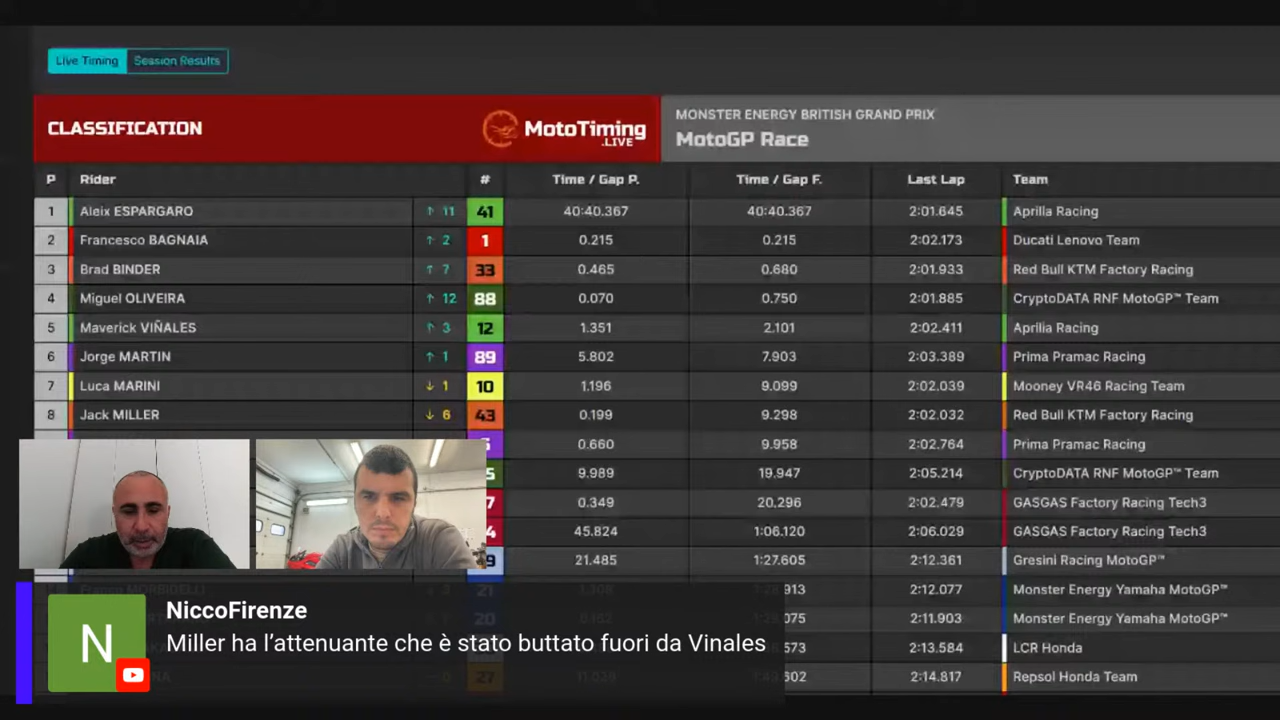 Live Timing Session Results
CLASSIFICATION MotoTiming .LIVE
MONSTER ENERGY BRITISH GRAND PRIX
MotoGP Race
P Rider # Time / Gap P. Time / Gap F. Last Lap Team
1 Aleix ESPARGARO ↑ 11 41 40:40.367 40:40.367 2:01.645 Aprilia Racing
2 Francesco BAGNAIA ↑ 2 1 0.215 0.215 2:02.173 Ducati Lenovo Team
3 Brad BINDER ↑ 7 33 0.465 0.680 2:01.933 Red Bull KTM Factory Racing
4 Miguel OLIVEIRA ↑ 12 88 0.070 0.750 2:01.885 CryptoDATA RNF MotoGP™ Team
5 Maverick VIÑALES ↑ 3 12 1.351 2.101 2:02.411 Aprilia Racing
6 Jorge MARTIN ↑ 1 89 5.802 7.903 2:03.389 Prima Pramac Racing
7 Luca MARINI ↓ 1 10 1.196 9.099 2:02.039 Mooney VR46 Racing Team
8 Jack MILLER ↓ 6 43 0.199 9.298 2:02.032 Red Bull KTM Factory Racing
0.660 9.958 2:02.764 Prima Pramac Racing
9.989 19.947 2:05.214 CryptoDATA RNF MotoGP™ Team
7 0.349 20.296 2:02.479 GASGAS Factory Racing Tech3
4 45.824 1:06.120 2:06.029 GASGAS Factory Racing Tech3
9 21.485 1:27.605 2:12.361 Gresini Racing MotoGP™
Franco MORBIDELLI 21 913 2:12.077 Monster Energy Yamaha MotoGP™
20 075 2:11.903 Monster Energy Yamaha MotoGP™
573 2:13.584 LCR Honda
27 602 2:14.817 Repsol Honda Team
N
NiccoFirenze
Miller ha l'attenuante che è stato buttato fuori da Vinales